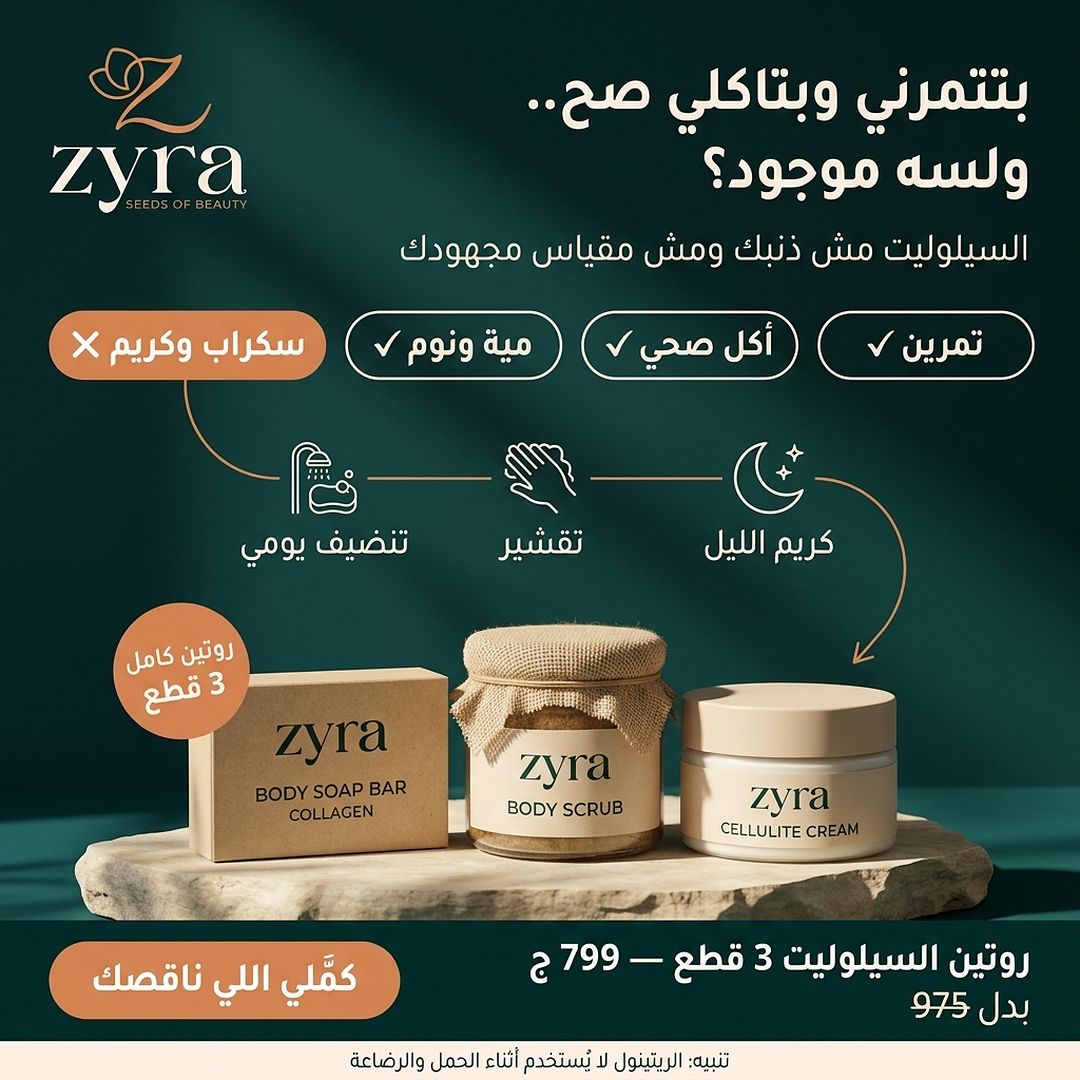 zyra
SEEDS OF BEAUTY
بتتمرني وبتاكلي صح..
ولسه موجود؟
السيلوليت مش ذنبك ومش مقياس مجهودك
تمرين ✓
أكل صحي ✓
مية ونوم ✓
سكراب وكريم ✕
تنضيف يومي
تقشير
كريم الليل
روتين كامل
3 قطع
zyra
BODY SOAP BAR
COLLAGEN
zyra
BODY SCRUB
zyra
CELLULITE CREAM
روتين السيلوليت 3 قطع — 799 ج
بدل 975
كمَّلي اللي ناقصك
تنبيه: الريتينول لا يُستخدم أثناء الحمل والرضاعة